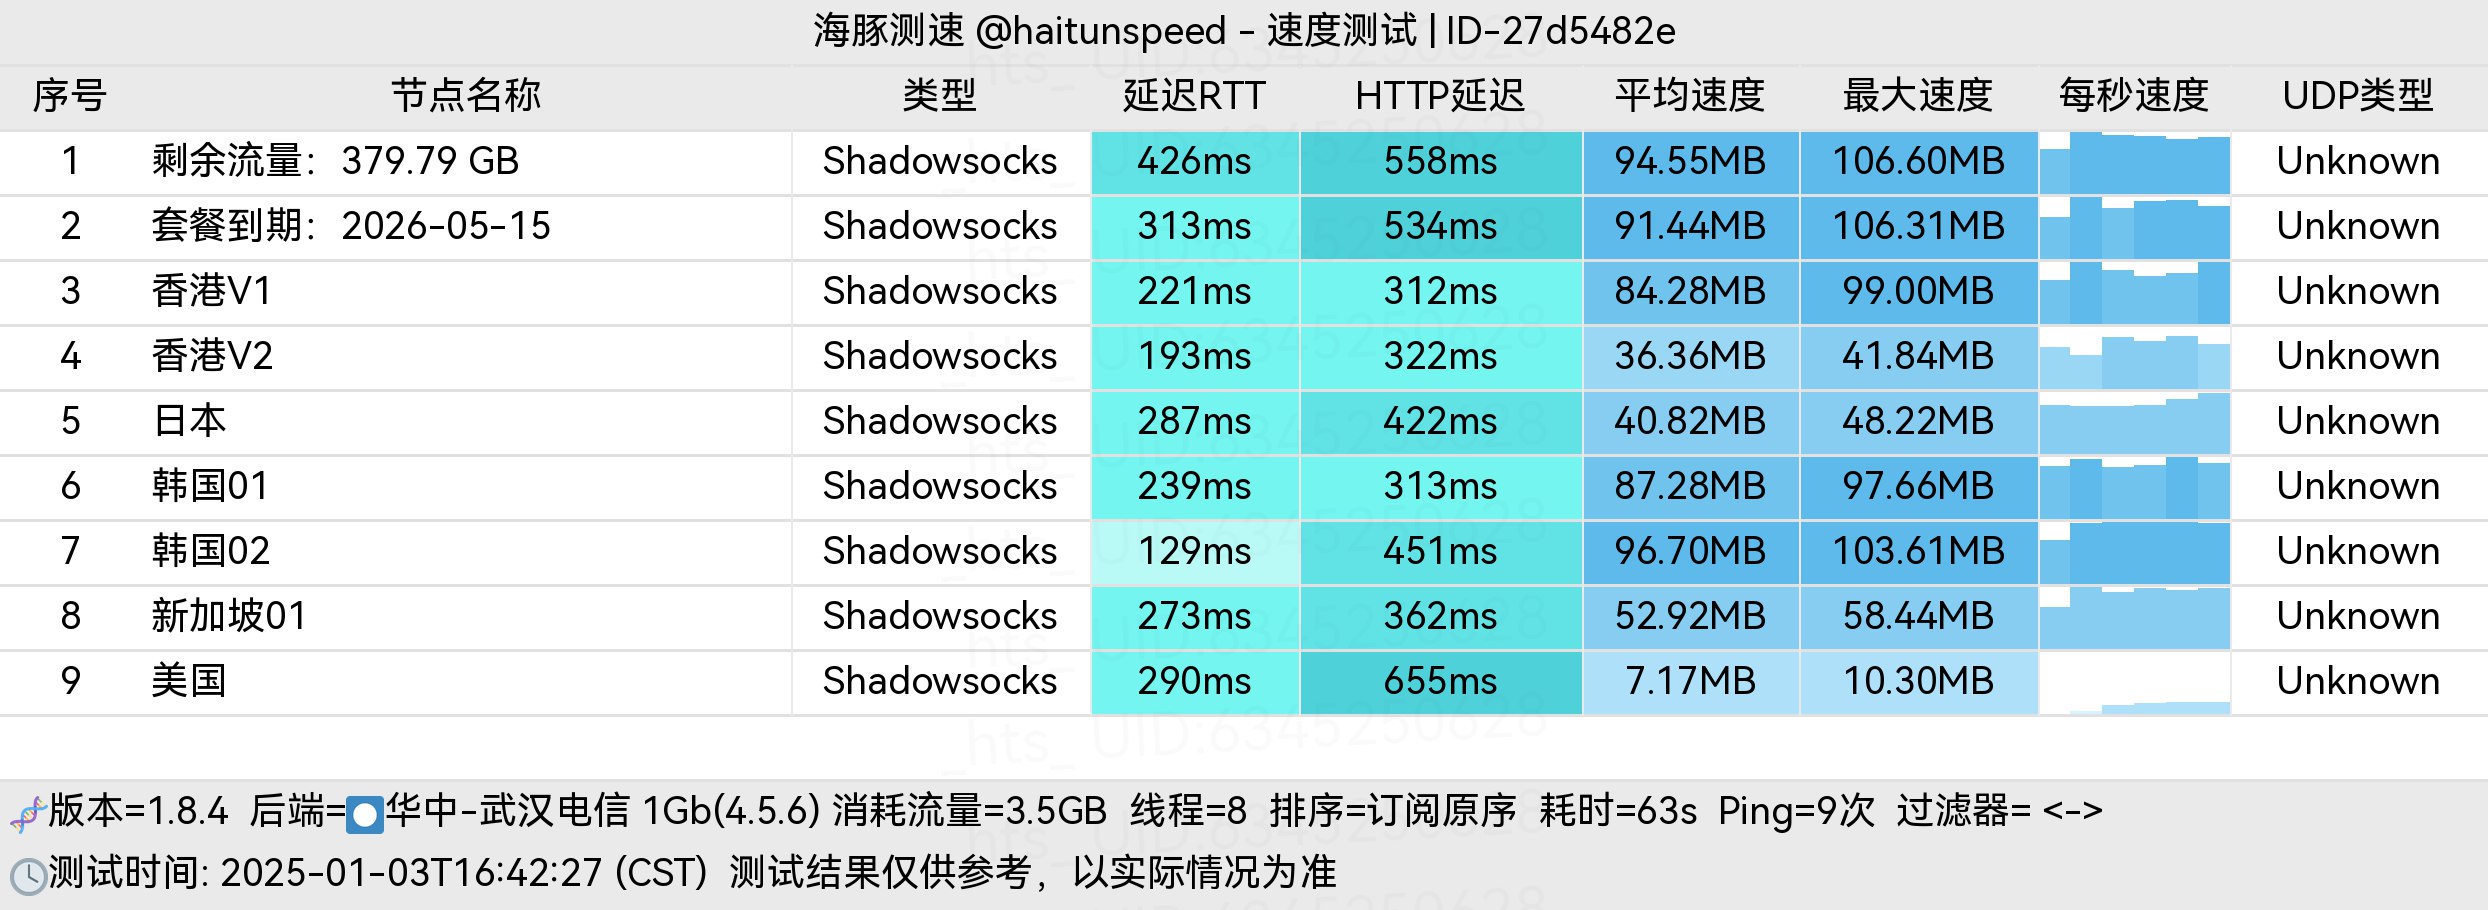 海豚测速 @haitunspeed - 速度测试 | ID-27d5482e
序号 节点名称 类型 延迟RTT HTTP延迟 平均速度 最大速度 每秒速度 UDP类型
1 剩余流量：379.79 GB Shadowsocks 426ms 558ms 94.55MB 106.60MB Unknown
2 套餐到期：2026-05-15 Shadowsocks 313ms 534ms 91.44MB 106.31MB Unknown
3 香港V1 Shadowsocks 221ms 312ms 84.28MB 99.00MB Unknown
4 香港V2 Shadowsocks 193ms 322ms 36.36MB 41.84MB Unknown
5 日本 Shadowsocks 287ms 422ms 40.82MB 48.22MB Unknown
6 韩国01 Shadowsocks 239ms 313ms 87.28MB 97.66MB Unknown
7 韩国02 Shadowsocks 129ms 451ms 96.70MB 103.61MB Unknown
8 新加坡01 Shadowsocks 273ms 362ms 52.92MB 58.44MB Unknown
9 美国 Shadowsocks 290ms 655ms 7.17MB 10.30MB Unknown
_hts_ UID:6345250628
版本=1.8.4 后端=华中-武汉电信 1Gb(4.5.6) 消耗流量=3.5GB 线程=8 排序=订阅原序 耗时=63s Ping=9次 过滤器= <->
测试时间: 2025-01-03T16:42:27 (CST) 测试结果仅供参考，以实际情况为准